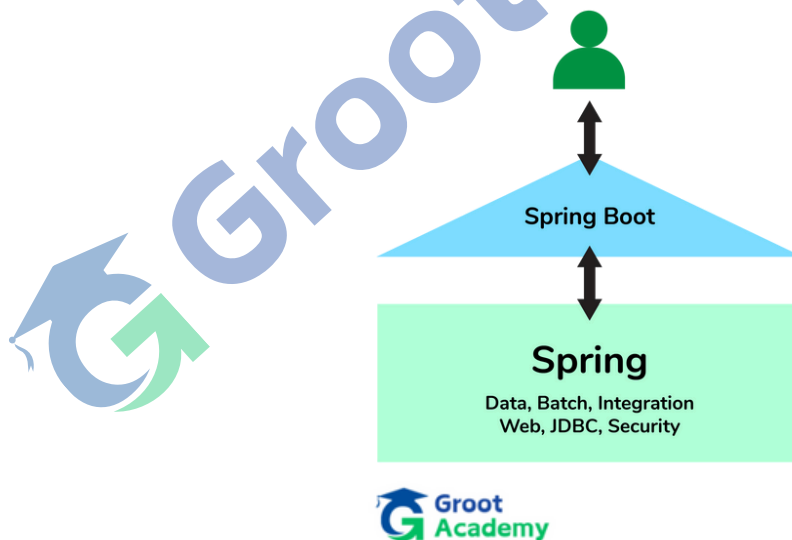 Groot
Spring Boot
Spring
Data, Batch, Integration
Web, JDBC, Security
Groot
Academy